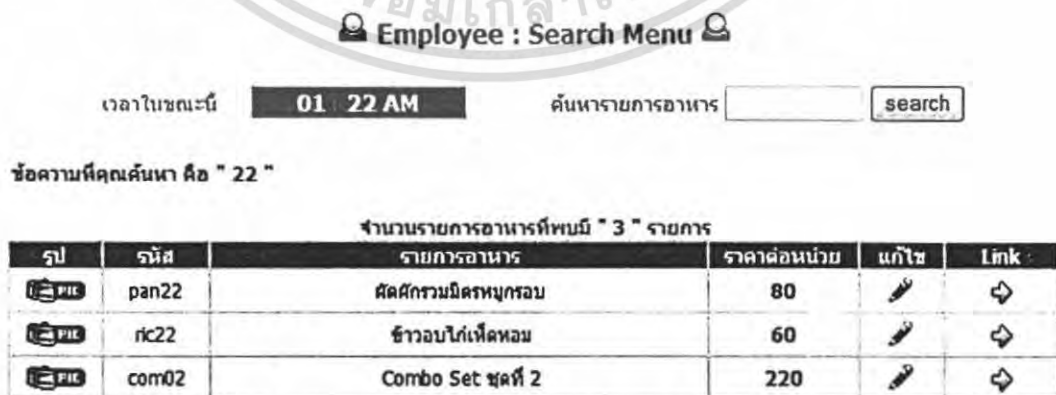 Employee : Search Menu
เวลาในขณะนี้ 01 22 AM ค้นหารายการอาหาร search
ข้อความที่คุณค้นหา คือ " 22 "
จำนวนรายการอาหารที่พบมี " 3 " รายการ
รูป รหัส รายการอาหาร ราคาต่อหน่วย แก้ไข Link
PIC pan22 ผัดผักรวมมิตรหมูกรอบ 80
PIC ric22 ข้าวอบไก่เห็ดหอม 60
PIC com02 Combo Set ชุดที่ 2 220